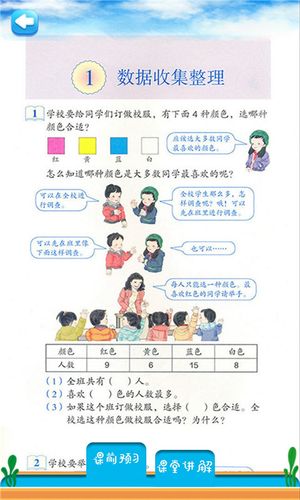 1 数据收集整理
1 学校要给同学们订做校服，有下面 4 种颜色，选哪种
颜色合适？
应该选大多数同学
最喜欢的颜色。
红 黄 蓝 白
怎么知道哪种颜色是大多数同学最喜欢的呢？
可以在全校进
行调查。
全校学生那么多，怎
样调查呢？哦！可以
先在班里进行调查。
可以先在班里像
下面这样调查。
也可以……
每人只能选一种颜色。最
喜欢红色的同学请举手。
颜色 红色 黄色 蓝色 白色
人数 9 6 15 8
（1）全班共有（ ）人。
（2）喜欢（ ）色的人数最多。
（3）如果这个班订做校服，选择（ ）色合适。全
校选这种颜色做校服合适吗？为什么？
2 学校要举
课前预习
课堂讲解